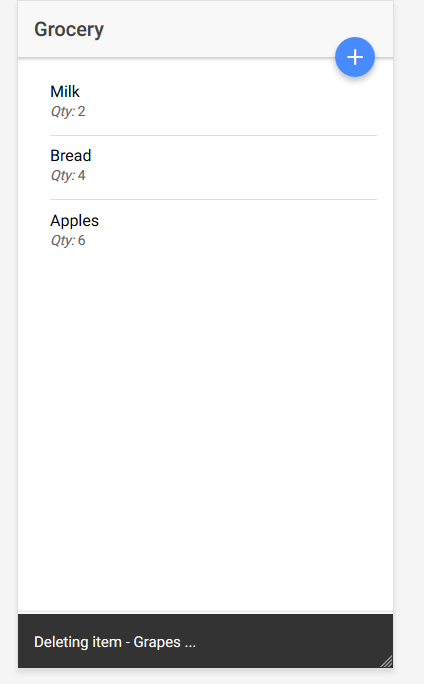 Grocery
+
Milk
Qty: 2
Bread
Qty: 4
Apples
Qty: 6
Deleting item - Grapes ...